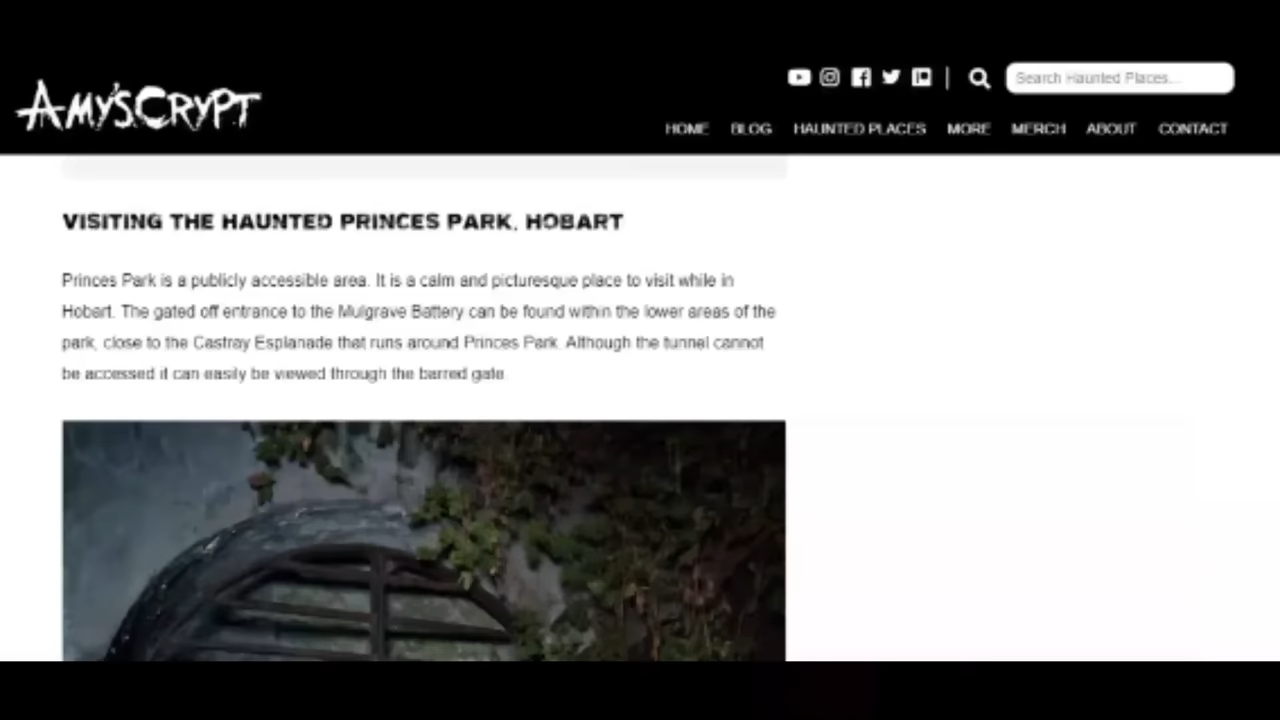 AMY'SCRYPT
Search Haunted Places...
HOME BLOG HAUNTED PLACES MORE MERCH ABOUT CONTACT
VISITING THE HAUNTED PRINCES PARK, HOBART
Princes Park is a publicly accessible area. It is a calm and picturesque place to visit while in
Hobart. The gated off entrance to the Mulgrave Battery can be found within the lower areas of the
park, close to the Castray Esplanade that runs around Princes Park. Although the tunnel cannot
be accessed it can easily be viewed through the barred gate.